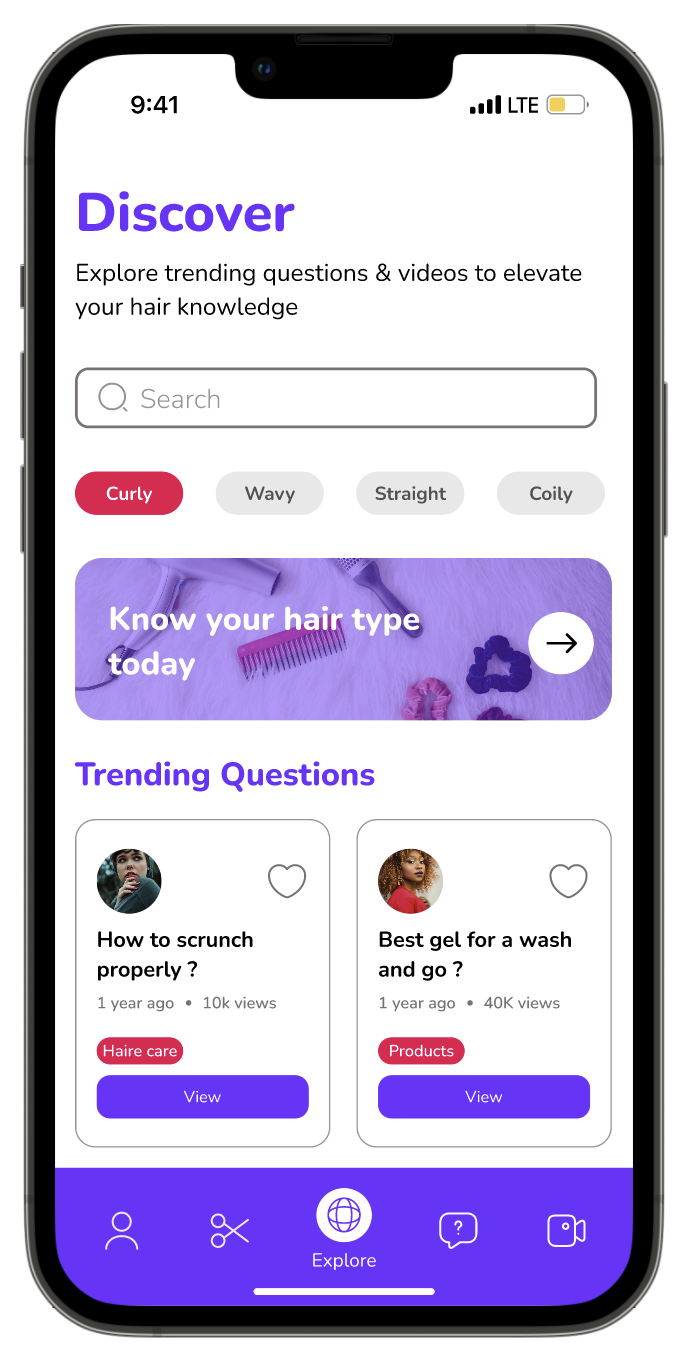 9:41 LTE
Discover
Explore trending questions & videos to elevate
your hair knowledge
Search
Curly Wavy Straight Coily
Know your hair type
today
Trending Questions
How to scrunch
properly ?
1 year ago • 10k views
Haire care
View
Best gel for a wash
and go ?
1 year ago • 40K views
Products
View
?
Explore